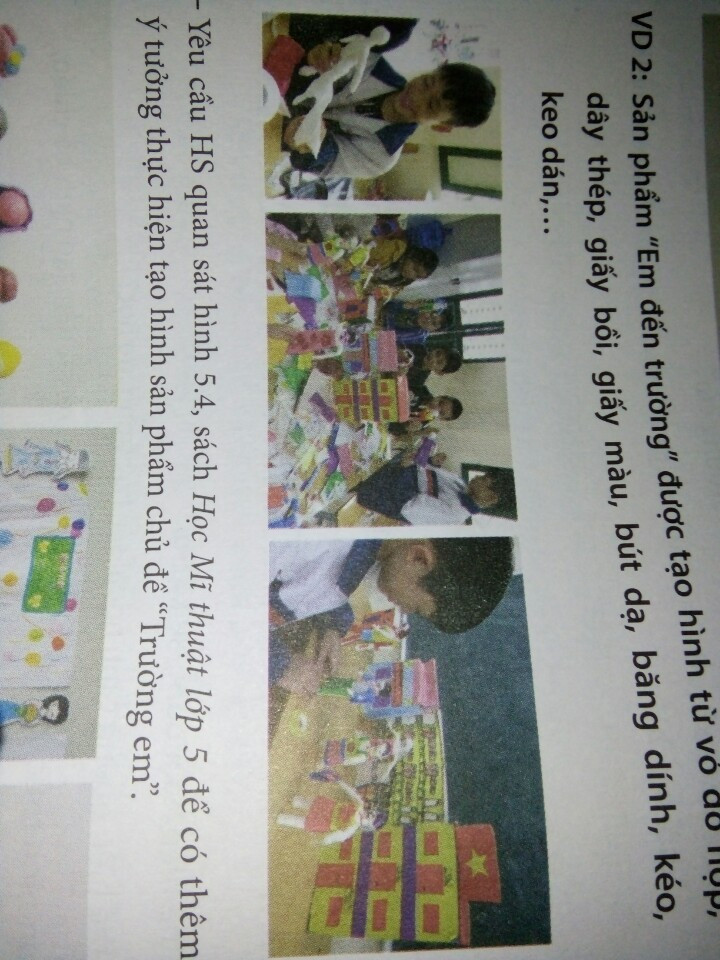 VD 2: Sản phẩm "Em đến trường" được tạo hình từ vỏ đồ hộp,
dây thép, giấy bồi, giấy màu, bút dạ, băng dính, kéo,
keo dán,...
- Yêu cầu HS quan sát hình 5.4, sách Học Mĩ thuật lớp 5 để có thêm
ý tưởng thực hiện tạo hình sản phẩm chủ đề "Trường em".